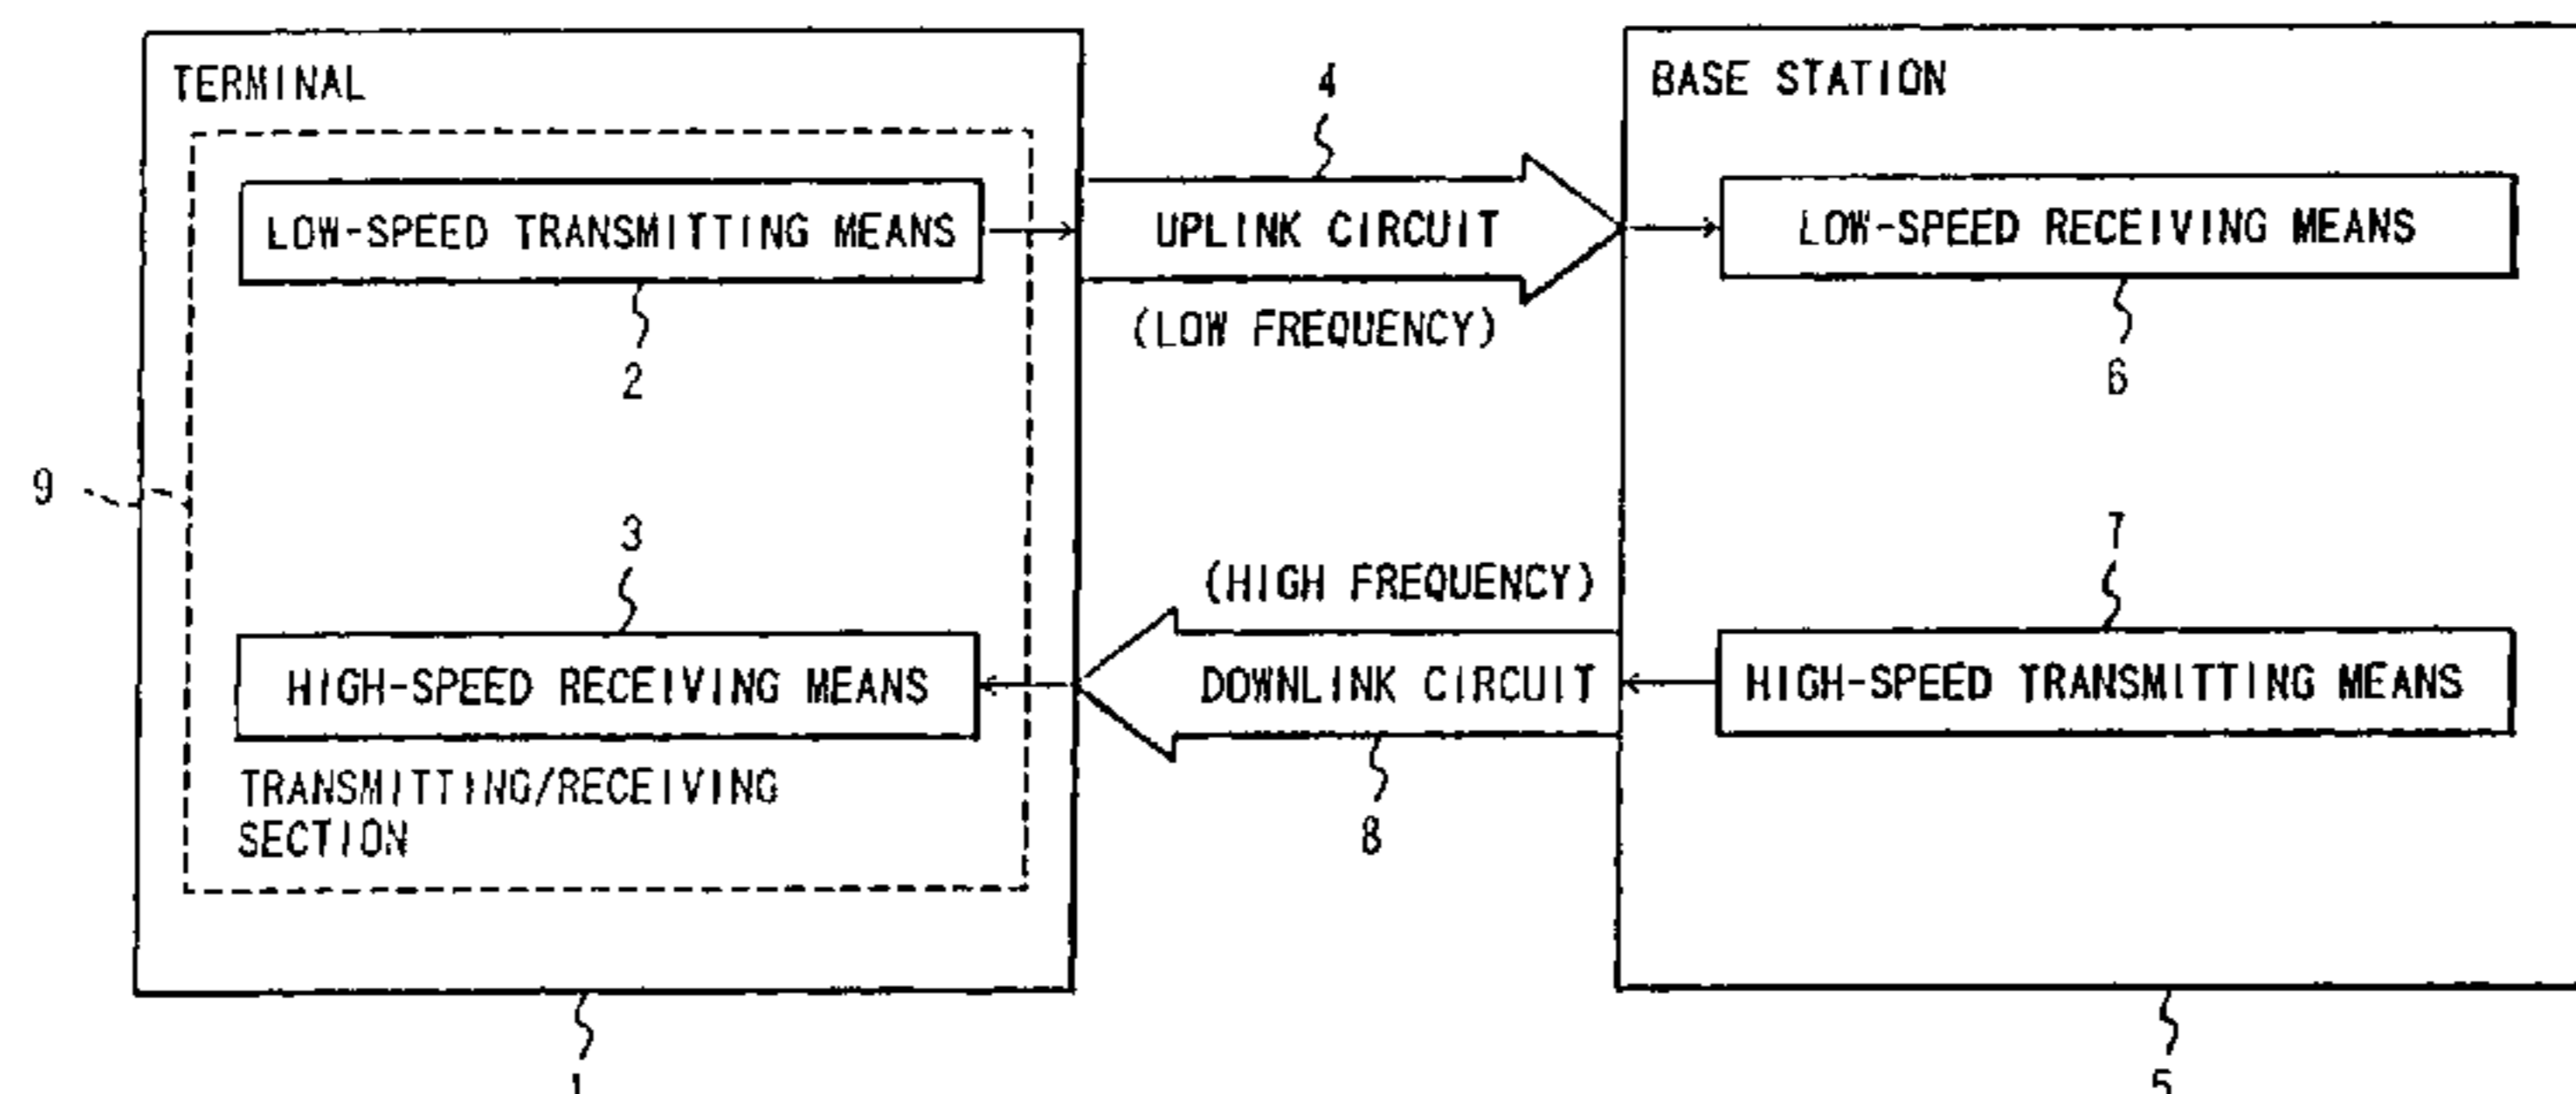 TERMINAL
LOW-SPEED TRANSMITTING MEANS
2
9
3
HIGH-SPEED RECEIVING MEANS
TRANSMITTING/RECEIVING
SECTION
1
4
UPLINK CIRCUIT
(LOW FREQUENCY)
(HIGH FREQUENCY)
DOWNLINK CIRCUIT
8
BASE STATION
LOW-SPEED RECEIVING MEANS
6
7
HIGH-SPEED TRANSMITTING MEANS
5